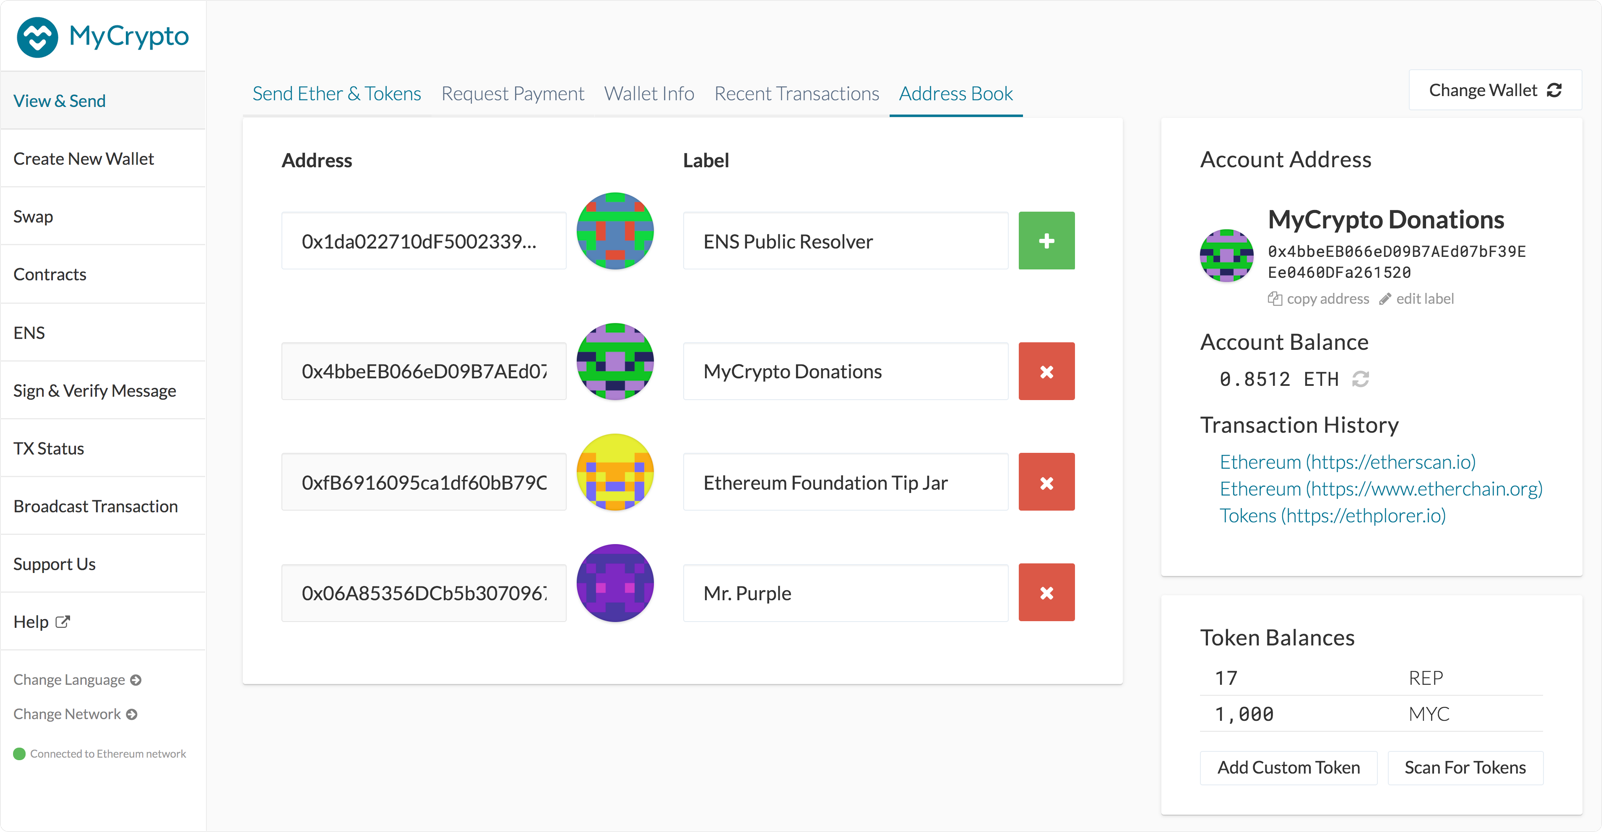 MyCrypto
View & Send
Create New Wallet
Swap
Contracts
ENS
Sign & Verify Message
TX Status
Broadcast Transaction
Support Us
Help
Change Language
Change Network
Connected to Ethereum network
Send Ether & Tokens
Request Payment
Wallet Info
Recent Transactions
Address Book
Address
Label
0x1da022710dF5002339...
ENS Public Resolver
0x4bbeEB066eD09B7AEd07
MyCrypto Donations
0xfB6916095ca1df60bB79C
Ethereum Foundation Tip Jar
0x06A85356DCb5b3070967
Mr. Purple
Change Wallet
Account Address
MyCrypto Donations
0x4bbeEB066eD09B7AEd07bF39E
Ee0460DFa261520
copy address
edit label
Account Balance
0.8512 ETH
Transaction History
Ethereum (https://etherscan.io)
Ethereum (https://www.etherchain.org)
Tokens (https://ethplorer.io)
Token Balances
17 REP
1,000 MYC
Add Custom Token
Scan For Tokens